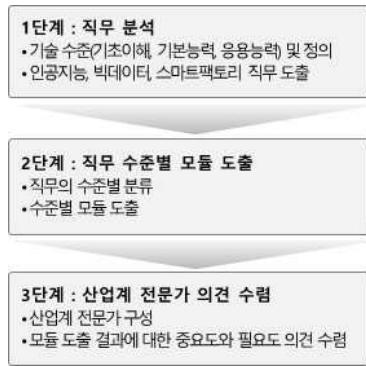 1단계 : 직무 분석
•기술 수준(기초이해, 기본능력, 응용능력) 및 정의
•인공지능, 빅데이터, 스마트팩토리 직무 도출
2단계 : 직무 수준별 모듈 도출
•직무의 수준별 분류
•수준별 모듈 도출
3단계 : 산업계 전문가 의견 수렴
•산업계 전문가 구성
•모듈 도출 결과에 대한 중요도와 필요도 의견 수렴